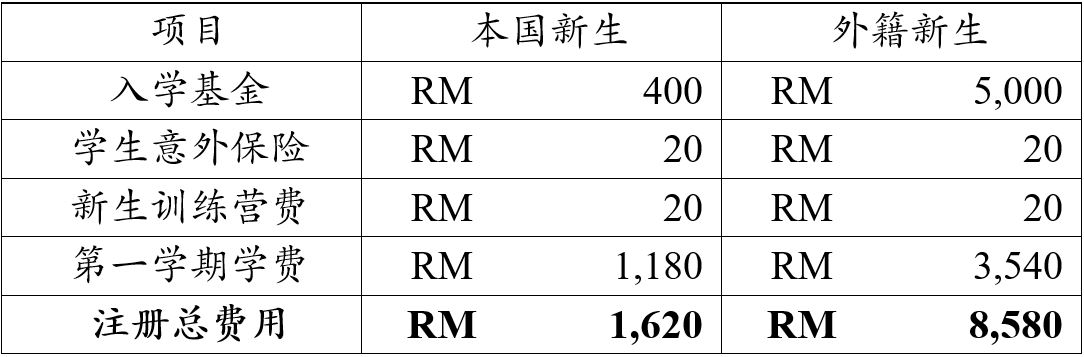 项目 本国新生 外籍新生
入学基金 RM 400 RM 5,000
学生意外保险 RM 20 RM 20
新生训练营费 RM 20 RM 20
第一学期学费 RM 1,180 RM 3,540
注册总费用 RM 1,620 RM 8,580